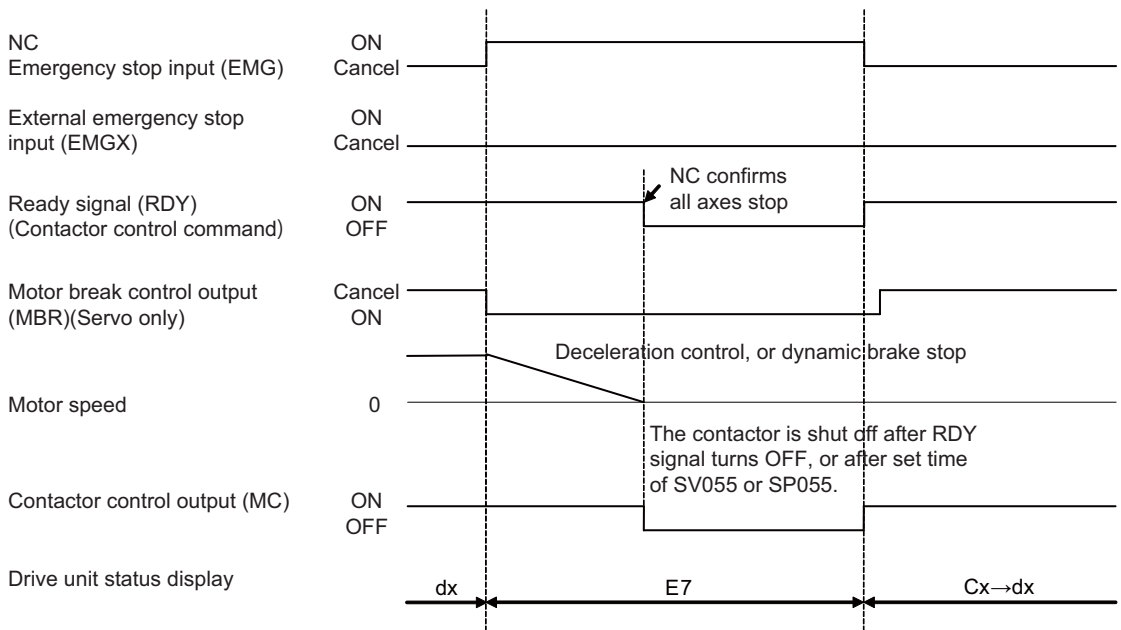 NC
Emergency stop input (EMG)
ON
Cancel
External emergency stop
input (EMGX)
ON
Cancel
NC confirms
all axes stop
Ready signal (RDY)
(Contactor control command)
ON
OFF
Motor break control output
(MBR)(Servo only)
Cancel
ON
Deceleration control, or dynamic brake stop
Motor speed
0
The contactor is shut off after RDY
signal turns OFF, or after set time
of SV055 or SP055.
Contactor control output (MC)
ON
OFF
Drive unit status display
dx
E7
Cx→dx